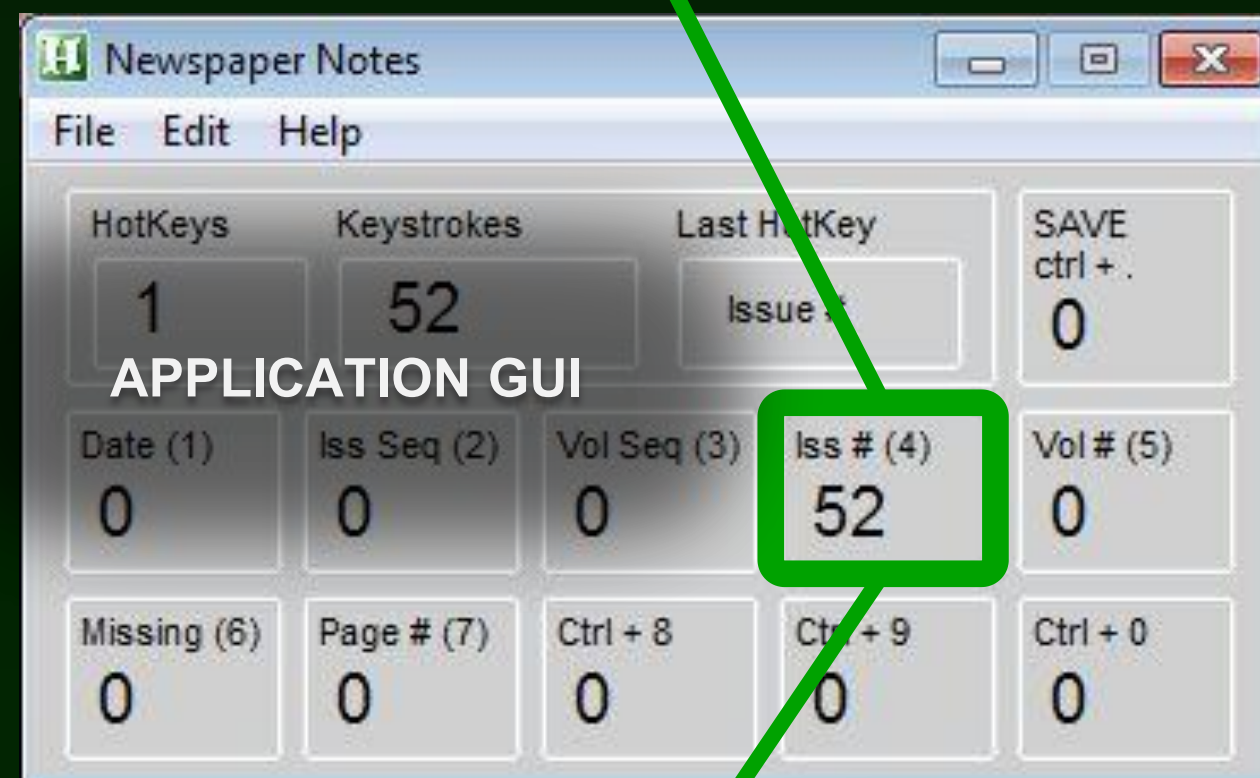 Newspaper Notes
File Edit Help
HotKeys Keystrokes Last HotKey SAVE
ctrl + .
1 52 Issue # 0
APPLICATION GUI
Date (1) Iss Seq (2) Vol Seq (3) Iss # (4) Vol # (5)
0 0 0 52 0
Missing (6) Page # (7) Ctrl + 8 Ctrl + 9 Ctrl + 0
0 0 0 0 0